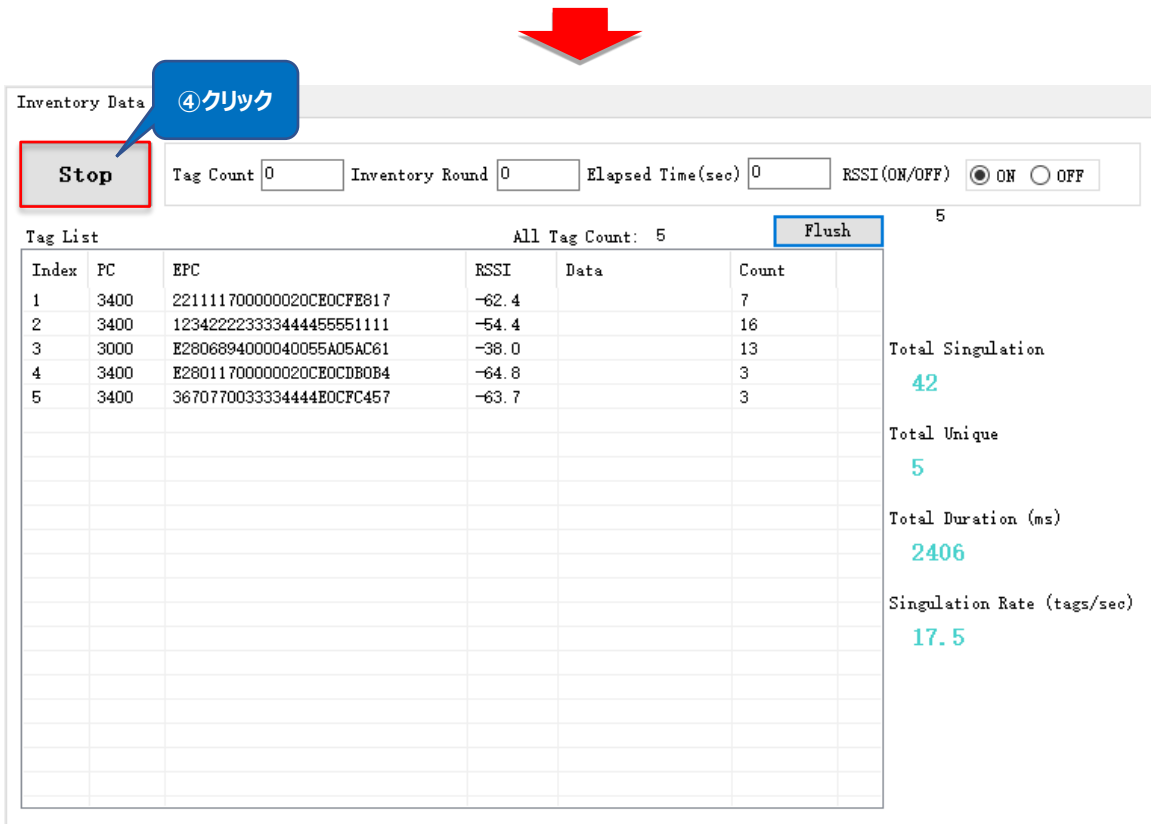 ④クリック
Inventory Data
Stop
Tag Count 0 Inventory Round 0 Elapsed Time(sec) 0 RSSI(ON/OFF) ON OFF
5
Tag List All Tag Count: 5 Flush
Index PC EPC RSSI Data Count
1 3400 221111700000020CE0CFE817 -62.4 7
2 3400 123422223333444455551111 -54.4 16
3 3000 E2806894000040055A05AC61 -38.0 13
4 3400 E28011700000020CE0CDB0B4 -64.8 3
5 3400 3670770033334444E0CFC457 -63.7 3
Total Singulation
42
Total Unique
5
Total Duration (ms)
2406
Singulation Rate (tags/sec)
17.5